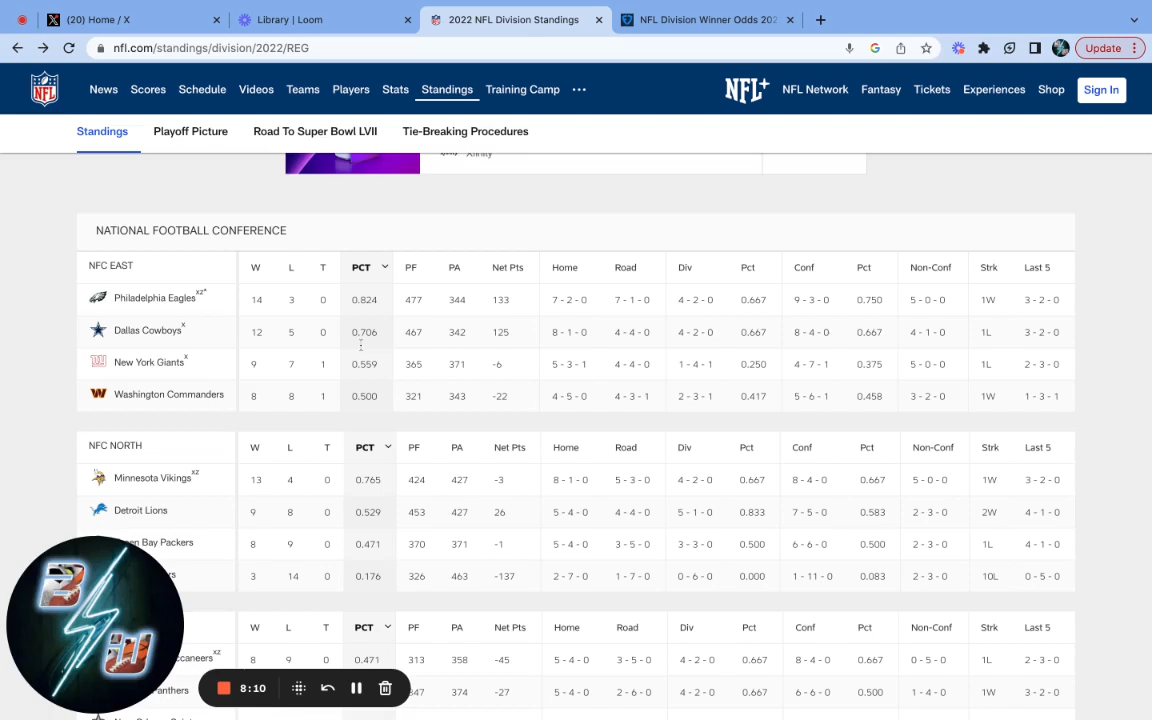 (20) Home / X
Library | Loom
2022 NFL Division Standings
NFL Division Winner Odds 202
nfl.com/standings/division/2022/REG
Update
NFL
News Scores Schedule Videos Teams Players Stats Standings Training Camp ...
NFL+ NFL Network Fantasy Tickets Experiences Shop Sign In
Standings Playoff Picture Road To Super Bowl LVII Tie-Breaking Procedures
Xfinity
NATIONAL FOOTBALL CONFERENCE
NFC EAST W L T PCT PF PA Net Pts Home Road Div Pct Conf Pct Non-Conf Strk Last 5
Philadelphia Eagles xz* 14 3 0 0.824 477 344 133 7 - 2 - 0 7 - 1 - 0 4 - 2 - 0 0.667 9 - 3 - 0 0.750 5 - 0 - 0 1W 3 - 2 - 0
Dallas Cowboys x 12 5 0 0.706 467 342 125 8 - 1 - 0 4 - 4 - 0 4 - 2 - 0 0.667 8 - 4 - 0 0.667 4 - 1 - 0 1L 3 - 2 - 0
New York Giants x 9 7 1 0.559 365 371 -6 5 - 3 - 1 4 - 4 - 0 1 - 4 - 1 0.250 4 - 7 - 1 0.375 5 - 0 - 0 1L 2 - 3 - 0
Washington Commanders 8 8 1 0.500 321 343 -22 4 - 5 - 0 4 - 3 - 1 2 - 3 - 1 0.417 5 - 6 - 1 0.458 3 - 2 - 0 1W 1 - 3 - 1
NFC NORTH W L T PCT PF PA Net Pts Home Road Div Pct Conf Pct Non-Conf Strk Last 5
Minnesota Vikings xz 13 4 0 0.765 424 427 -3 8 - 1 - 0 5 - 3 - 0 4 - 2 - 0 0.667 8 - 4 - 0 0.667 5 - 0 - 0 1W 3 - 2 - 0
Detroit Lions 9 8 0 0.529 453 427 26 5 - 4 - 0 4 - 4 - 0 5 - 1 - 0 0.833 7 - 5 - 0 0.583 2 - 3 - 0 2W 4 - 1 - 0
een Bay Packers 8 9 0 0.471 370 371 -1 5 - 4 - 0 3 - 5 - 0 3 - 3 - 0 0.500 6 - 6 - 0 0.500 2 - 3 - 0 1L 4 - 1 - 0
rs 3 14 0 0.176 326 463 -137 2 - 7 - 0 1 - 7 - 0 0 - 6 - 0 0.000 1 - 11 - 0 0.083 2 - 3 - 0 10L 0 - 5 - 0
W L T PCT PF PA Net Pts Home Road Div Pct Conf Pct Non-Conf Strk Last 5
ccaneers xz 8 9 0 0.471 313 358 -45 5 - 4 - 0 3 - 5 - 0 4 - 2 - 0 0.667 8 - 4 - 0 0.667 0 - 5 - 0 1L 2 - 3 - 0
anthers 347 374 -27 5 - 4 - 0 2 - 6 - 0 4 - 2 - 0 0.667 6 - 6 - 0 0.500 1 - 4 - 0 1W 3 - 2 - 0
8:10